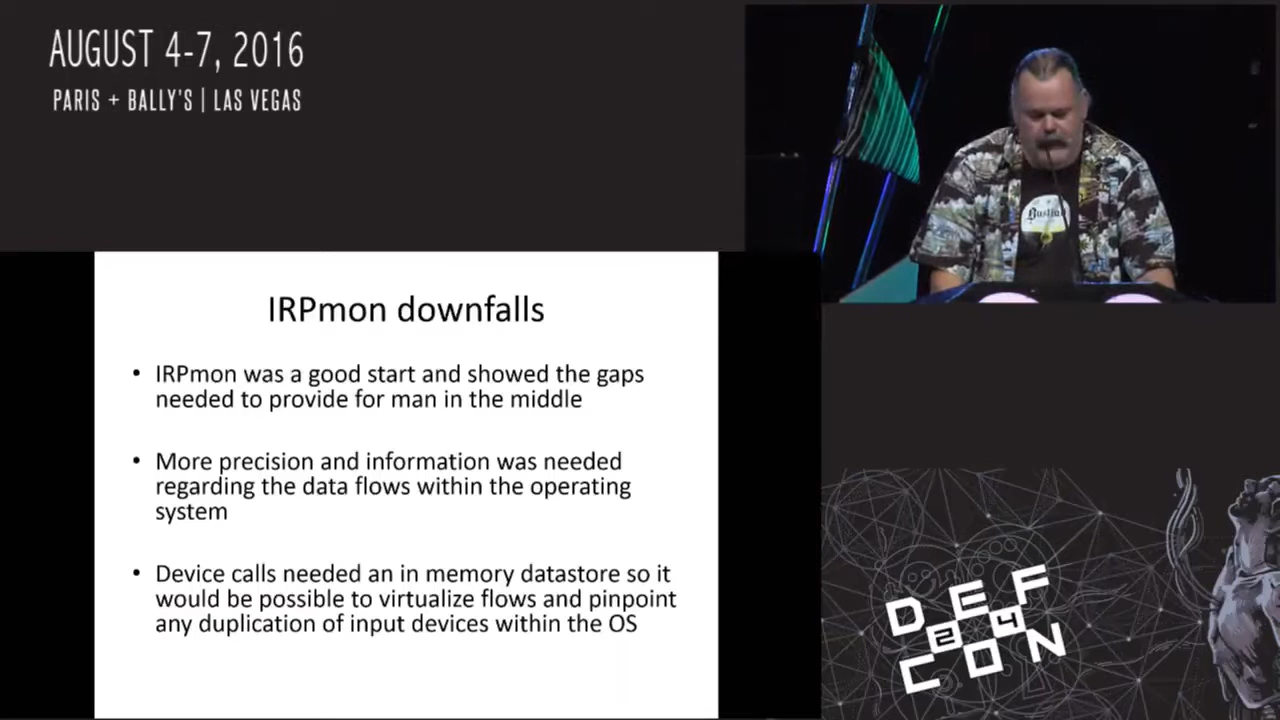 AUGUST 4-7, 2016
PARIS + BALLY'S | LAS VEGAS
IRPmon downfalls
• IRPmon was a good start and showed the gaps
needed to provide for man in the middle
• More precision and information was needed
regarding the data flows within the operating
system
• Device calls needed an in memory datastore so it
would be possible to virtualize flows and pinpoint
any duplication of input devices within the OS
DEF
24
CON